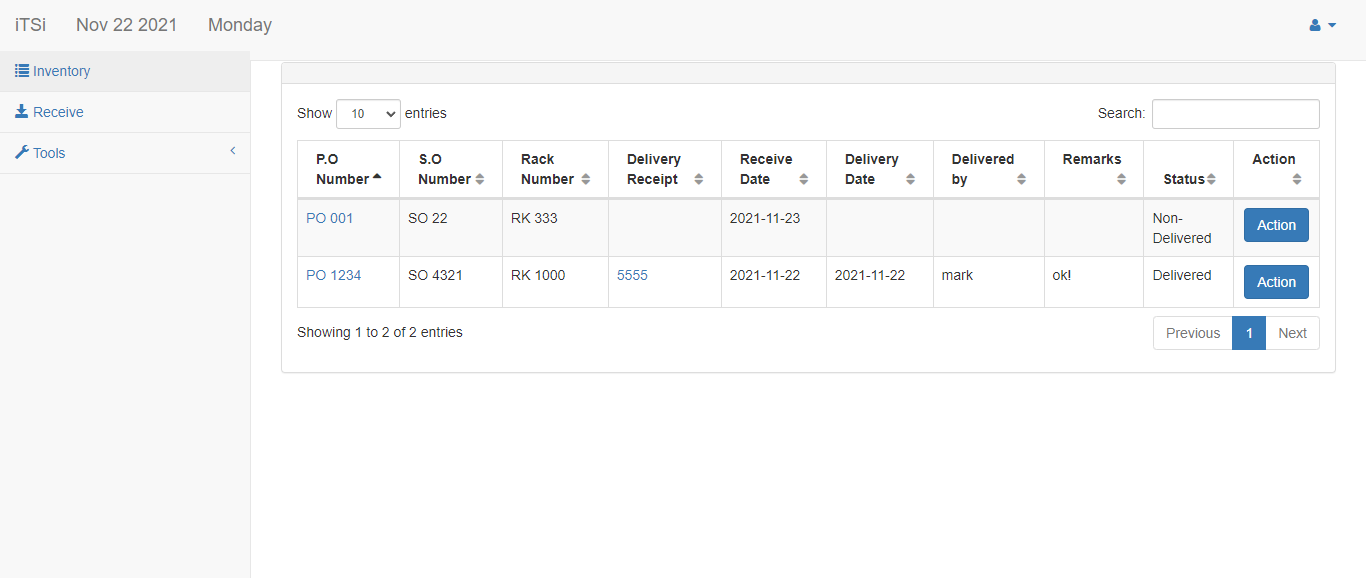 iTSi Nov 22 2021 Monday
Inventory
Receive
Tools
Show 10 entries Search:
P.O Number S.O Number Rack Number Delivery Receipt Receive Date Delivery Date Delivered by Remarks Status Action
PO 001 SO 22 RK 333 2021-11-23 Non-Delivered Action
PO 1234 SO 4321 RK 1000 5555 2021-11-22 2021-11-22 mark ok! Delivered Action
Showing 1 to 2 of 2 entries Previous 1 Next